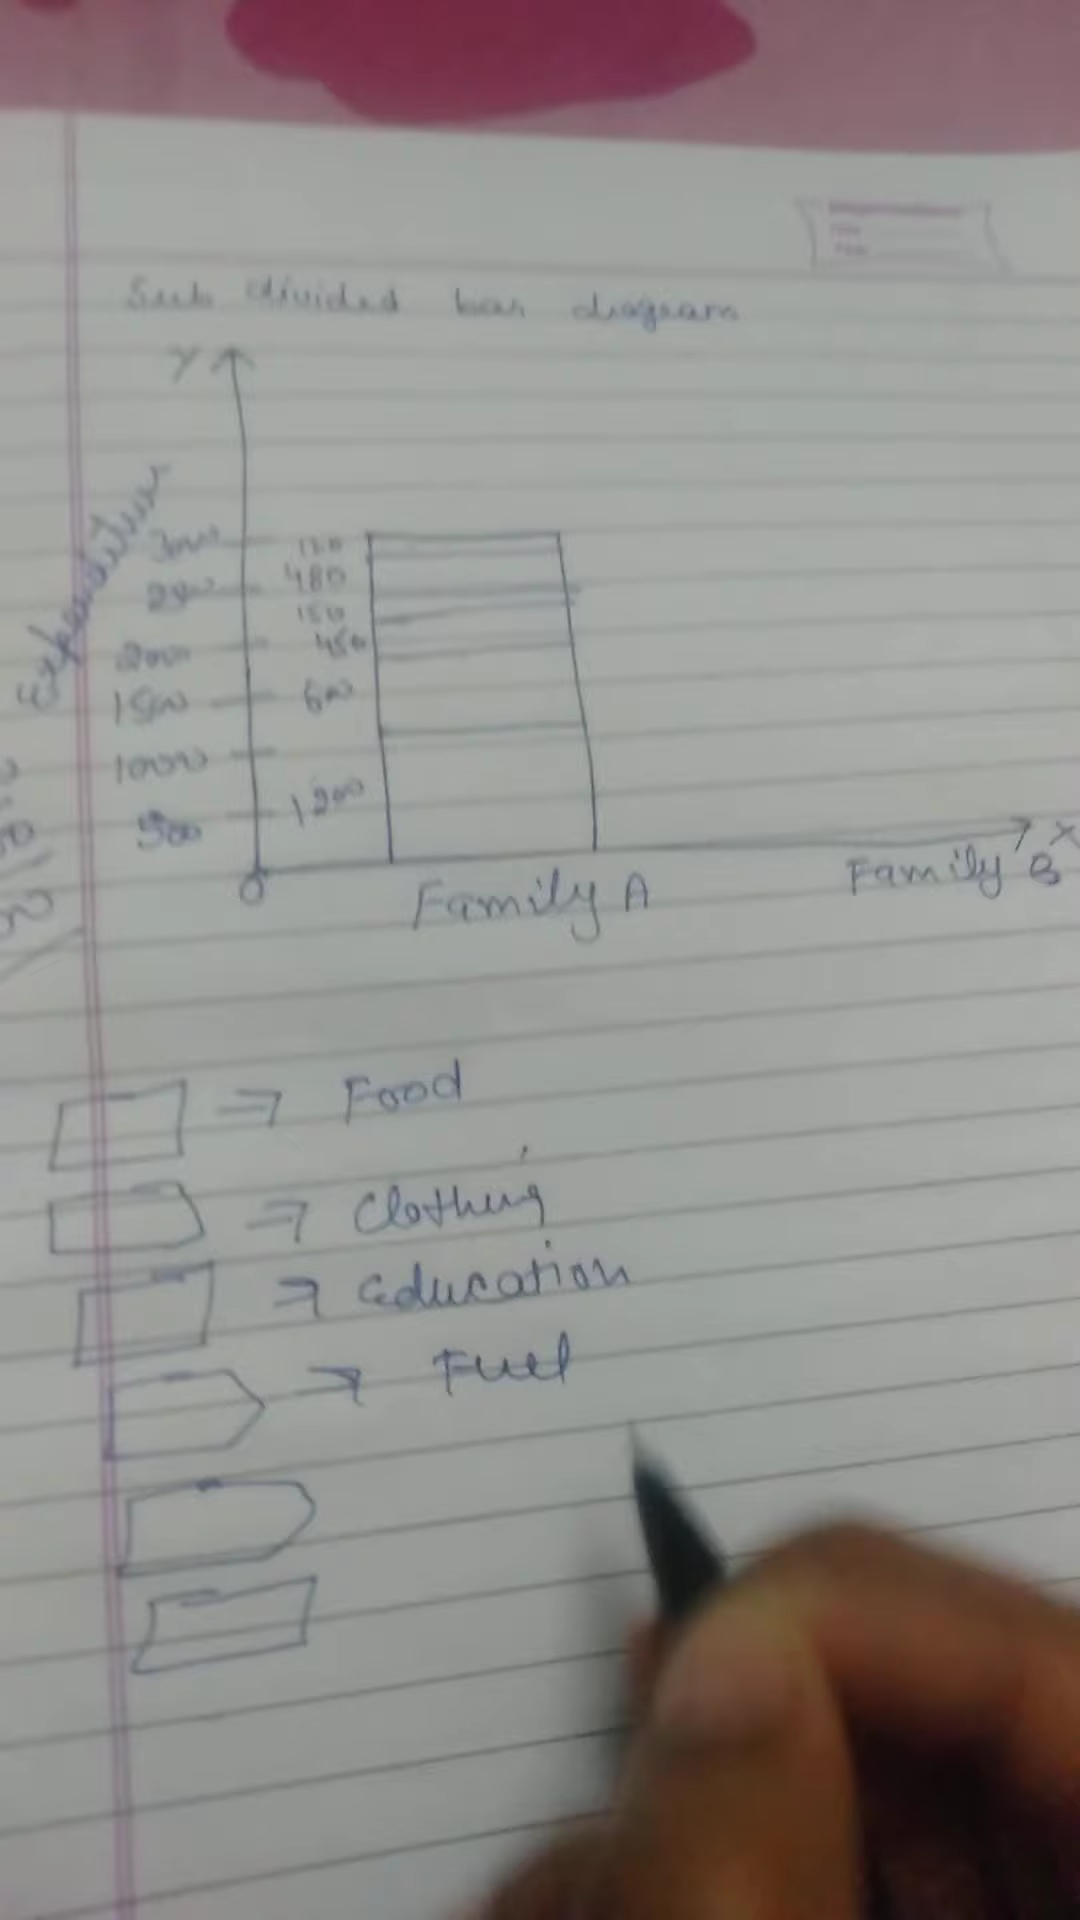 Sub divided bar diagram
Y
Expenditure
3000
2500
2000
1500
1000
500
0
120
480
150
450
600
1200
X
Family A
Family B
⇒ Food
⇒ Clothing
⇒ Education
→ Fuel